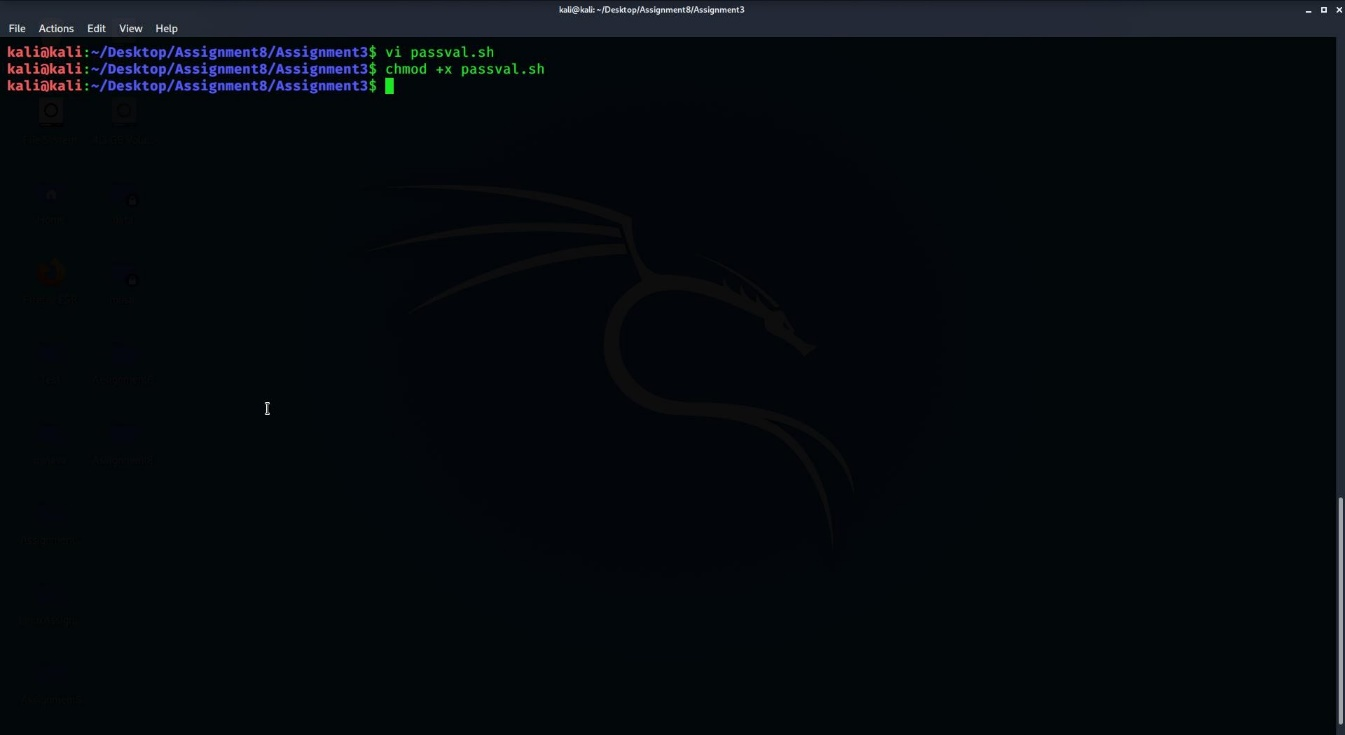 kali@kali: ~/Desktop/Assignment8/Assignment3
File Actions Edit View Help
kali@kali:~/Desktop/Assignment8/Assignment3$ vi passval.sh
kali@kali:~/Desktop/Assignment8/Assignment3$ chmod +x passval.sh
kali@kali:~/Desktop/Assignment8/Assignment3$